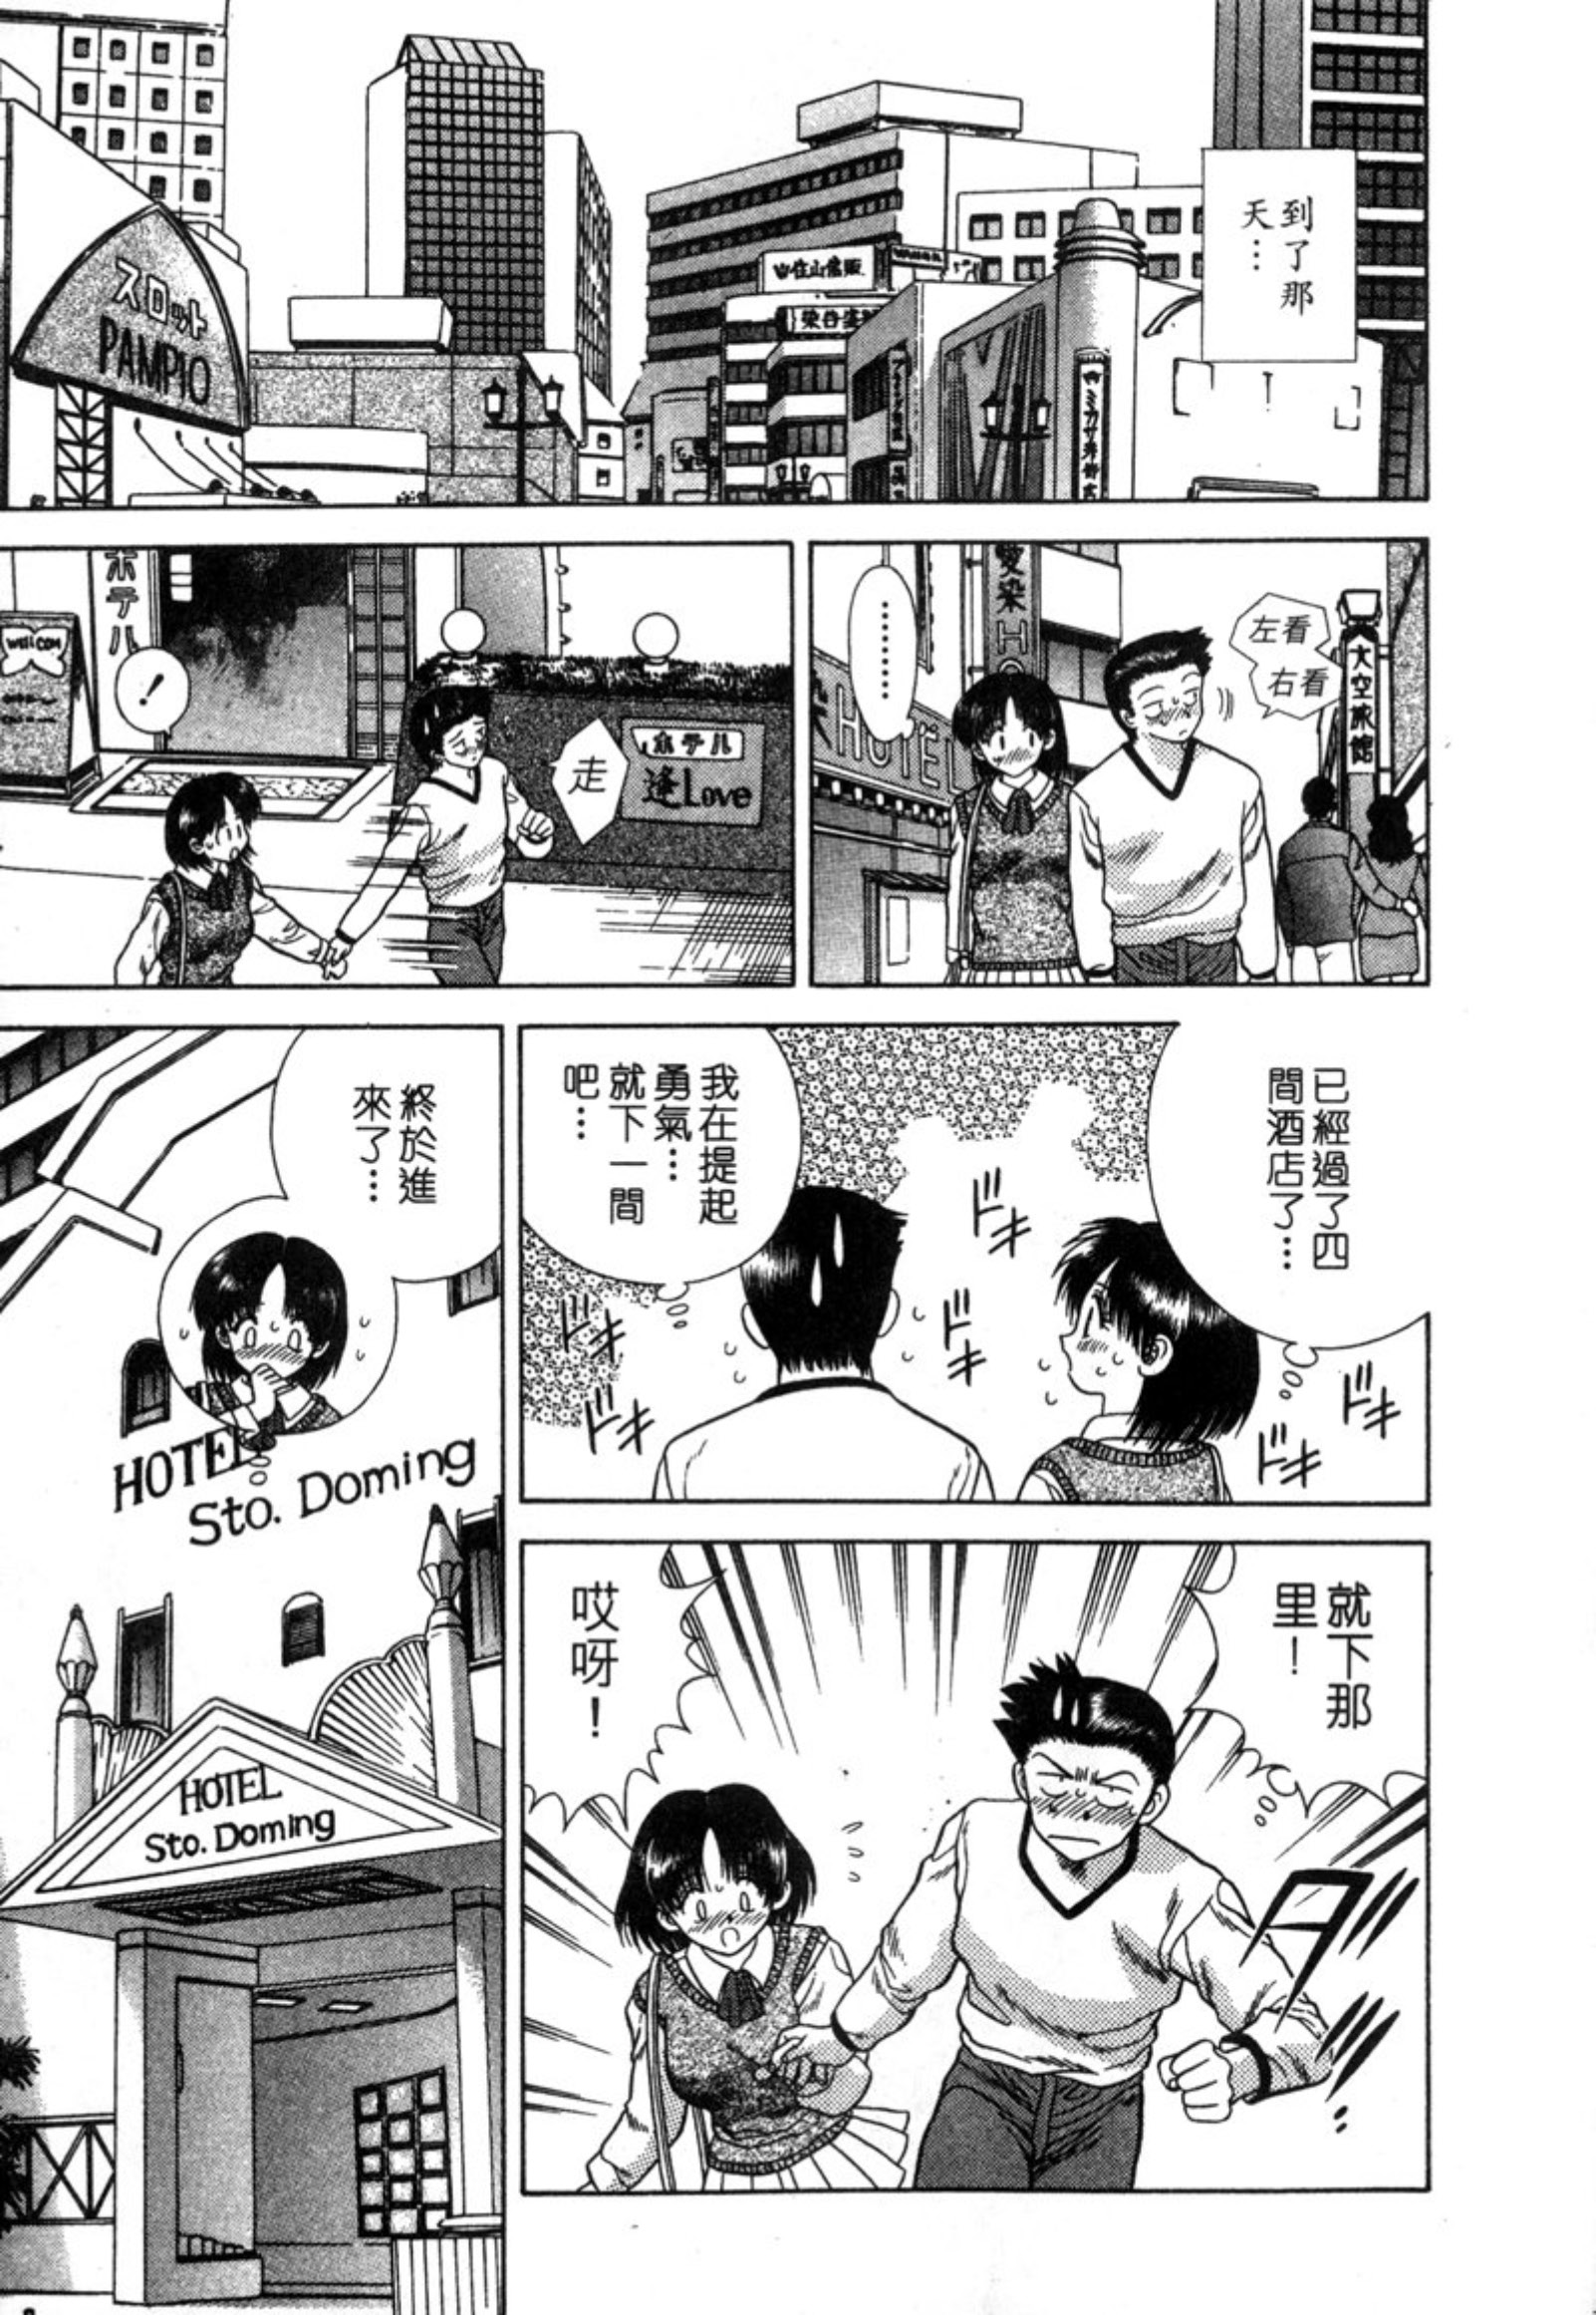 到了那
天…
スロット
PAMPIO
左看
右看
………
愛染HO
HOTEL
大空旅館
走
！
ホテル
逢Love
ホテル
WELCOM
已經過了四
間酒店了…
我在提起
勇氣…
就下一間
吧…
ドキ
ドキ
ドキ
ドキ
ドキ
ドキ
就下那
里！
哎呀！
終於進
來了…
HOTEL
Sto. Doming
HOTEL
Sto. Doming